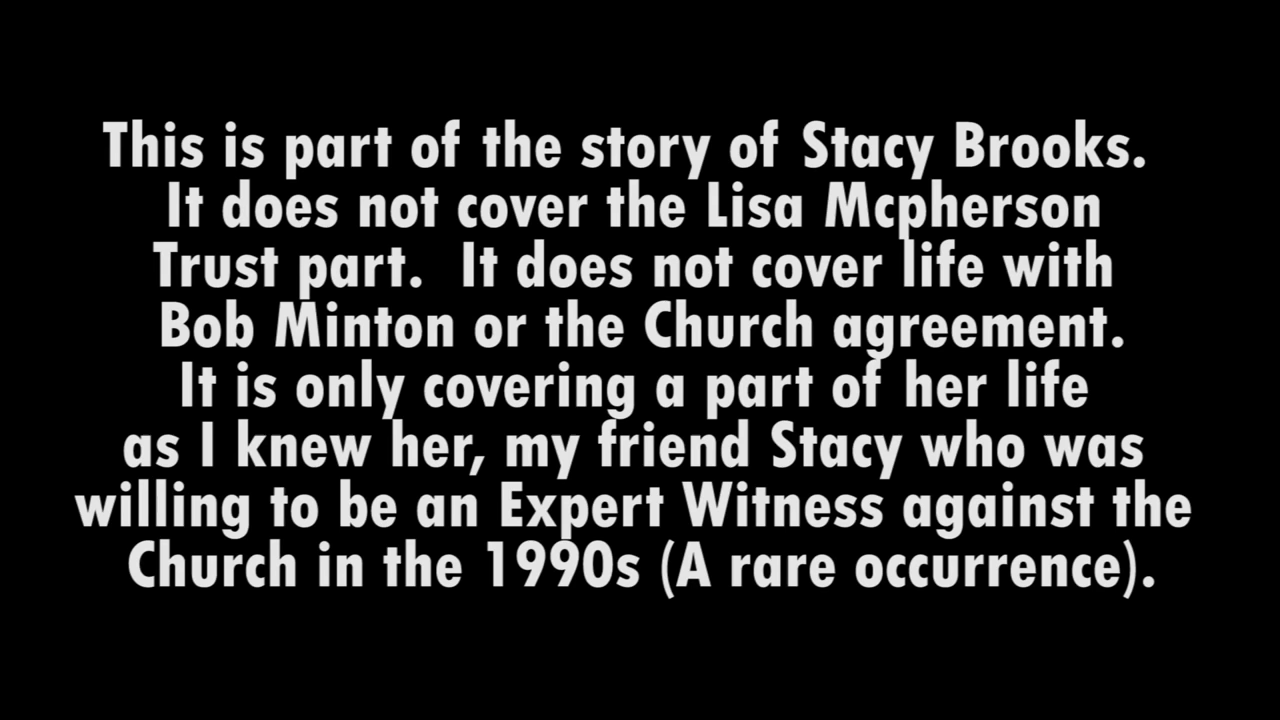 This is part of the story of Stacy Brooks.
It does not cover the Lisa Mcpherson
Trust part.  It does not cover life with
Bob Minton or the Church agreement.
It is only covering a part of her life
as I knew her, my friend Stacy who was
willing to be an Expert Witness against the
Church in the 1990s (A rare occurrence).